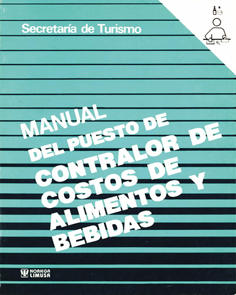 Secretaría de Turismo
MANUAL
DEL PUESTO DE
CONTRALOR DE
COSTOS DE
ALIMENTOS Y
BEBIDAS
NORIEGA
LIMUSA